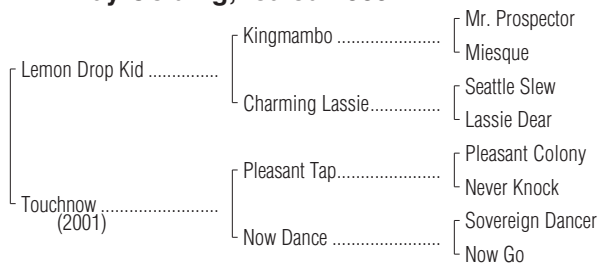 Kingmambo ..................
Mr. Prospector
Miesque
Lemon Drop Kid ...............
Charming Lassie...............
Seattle Slew
Lassie Dear
Pleasant Tap......................
Pleasant Colony
Never Knock
Touchnow .........................
(2001)
Now Dance .......................
Sovereign Dancer
Now Go